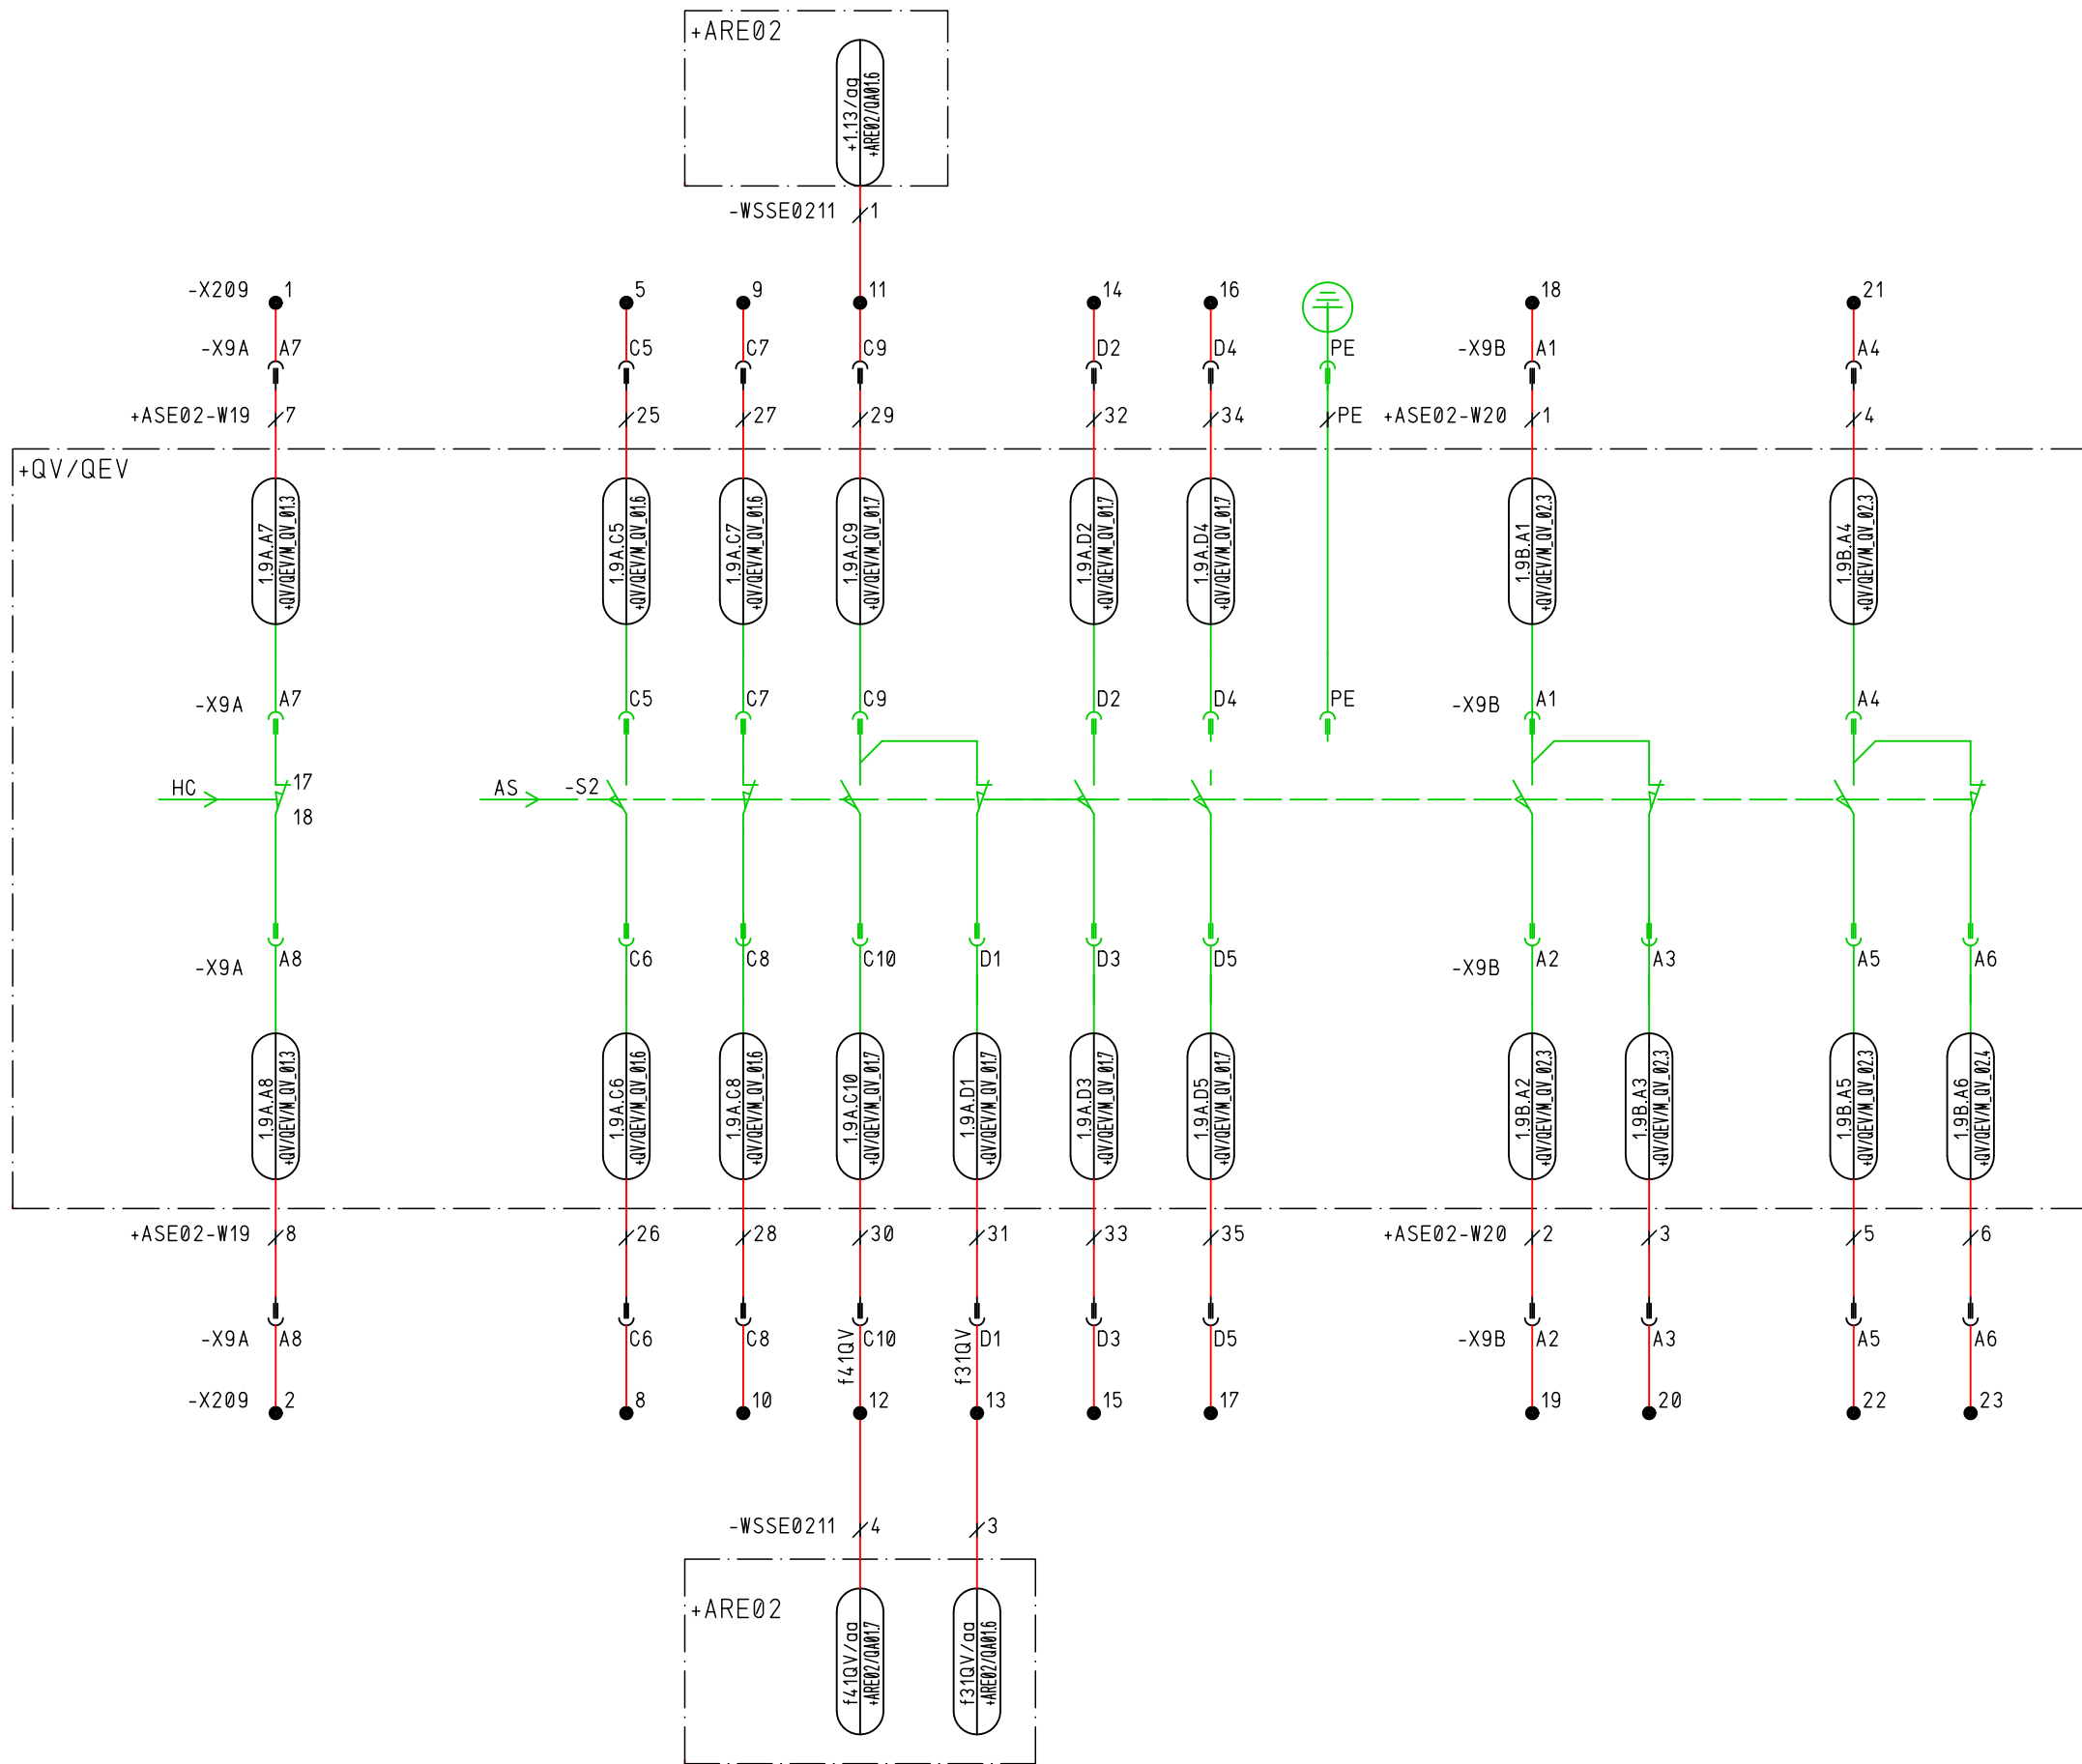 +ARE02
+1.13/aa
+ARE02/QA01.6
-WSSE0211 1
-X209 1 5 9 11 14 16 18 21
-X9A A7 C5 C7 C9 D2 D4 PE -X9B A1 A4
+ASE02-W19 7 25 27 29 32 34 PE +ASE02-W20 1 4
+QV/QEV
1.9A.A7
+QV/QEV/M_QV_01.3
1.9A.C5
+QV/QEV/M_QV_01.6
1.9A.C7
+QV/QEV/M_QV_01.6
1.9A.C9
+QV/QEV/M_QV_01.7
1.9A.D2
+QV/QEV/M_QV_01.7
1.9A.D4
+QV/QEV/M_QV_01.7
1.9B.A1
+QV/QEV/M_QV_02.3
1.9B.A4
+QV/QEV/M_QV_02.3
-X9A A7 C5 C7 C9 D2 D4 PE -X9B A1 A4
HC 17 AS -S2
18
-X9A A8 C6 C8 C10 D1 D3 D5 -X9B A2 A3 A5 A6
1.9A.A8
+QV/QEV/M_QV_01.3
1.9A.C6
+QV/QEV/M_QV_01.6
1.9A.C8
+QV/QEV/M_QV_01.6
1.9A.C10
+QV/QEV/M_QV_01.7
1.9A.D1
+QV/QEV/M_QV_01.7
1.9A.D3
+QV/QEV/M_QV_01.7
1.9A.D5
+QV/QEV/M_QV_01.7
1.9B.A2
+QV/QEV/M_QV_02.3
1.9B.A3
+QV/QEV/M_QV_02.3
1.9B.A5
+QV/QEV/M_QV_02.3
1.9B.A6
+QV/QEV/M_QV_02.4
+ASE02-W19 8 26 28 30 31 33 35 +ASE02-W20 2 3 5 6
-X9A A8 C6 C8 C10 D1 D3 D5 -X9B A2 A3 A5 A6
f41QV
f31QV
-X209 2 8 10 12 13 15 17 19 20 22 23
-WSSE0211 4 3
+ARE02
f41QV/aa
+ARE02/QA01.7
f31QV/aa
+ARE02/QA01.6